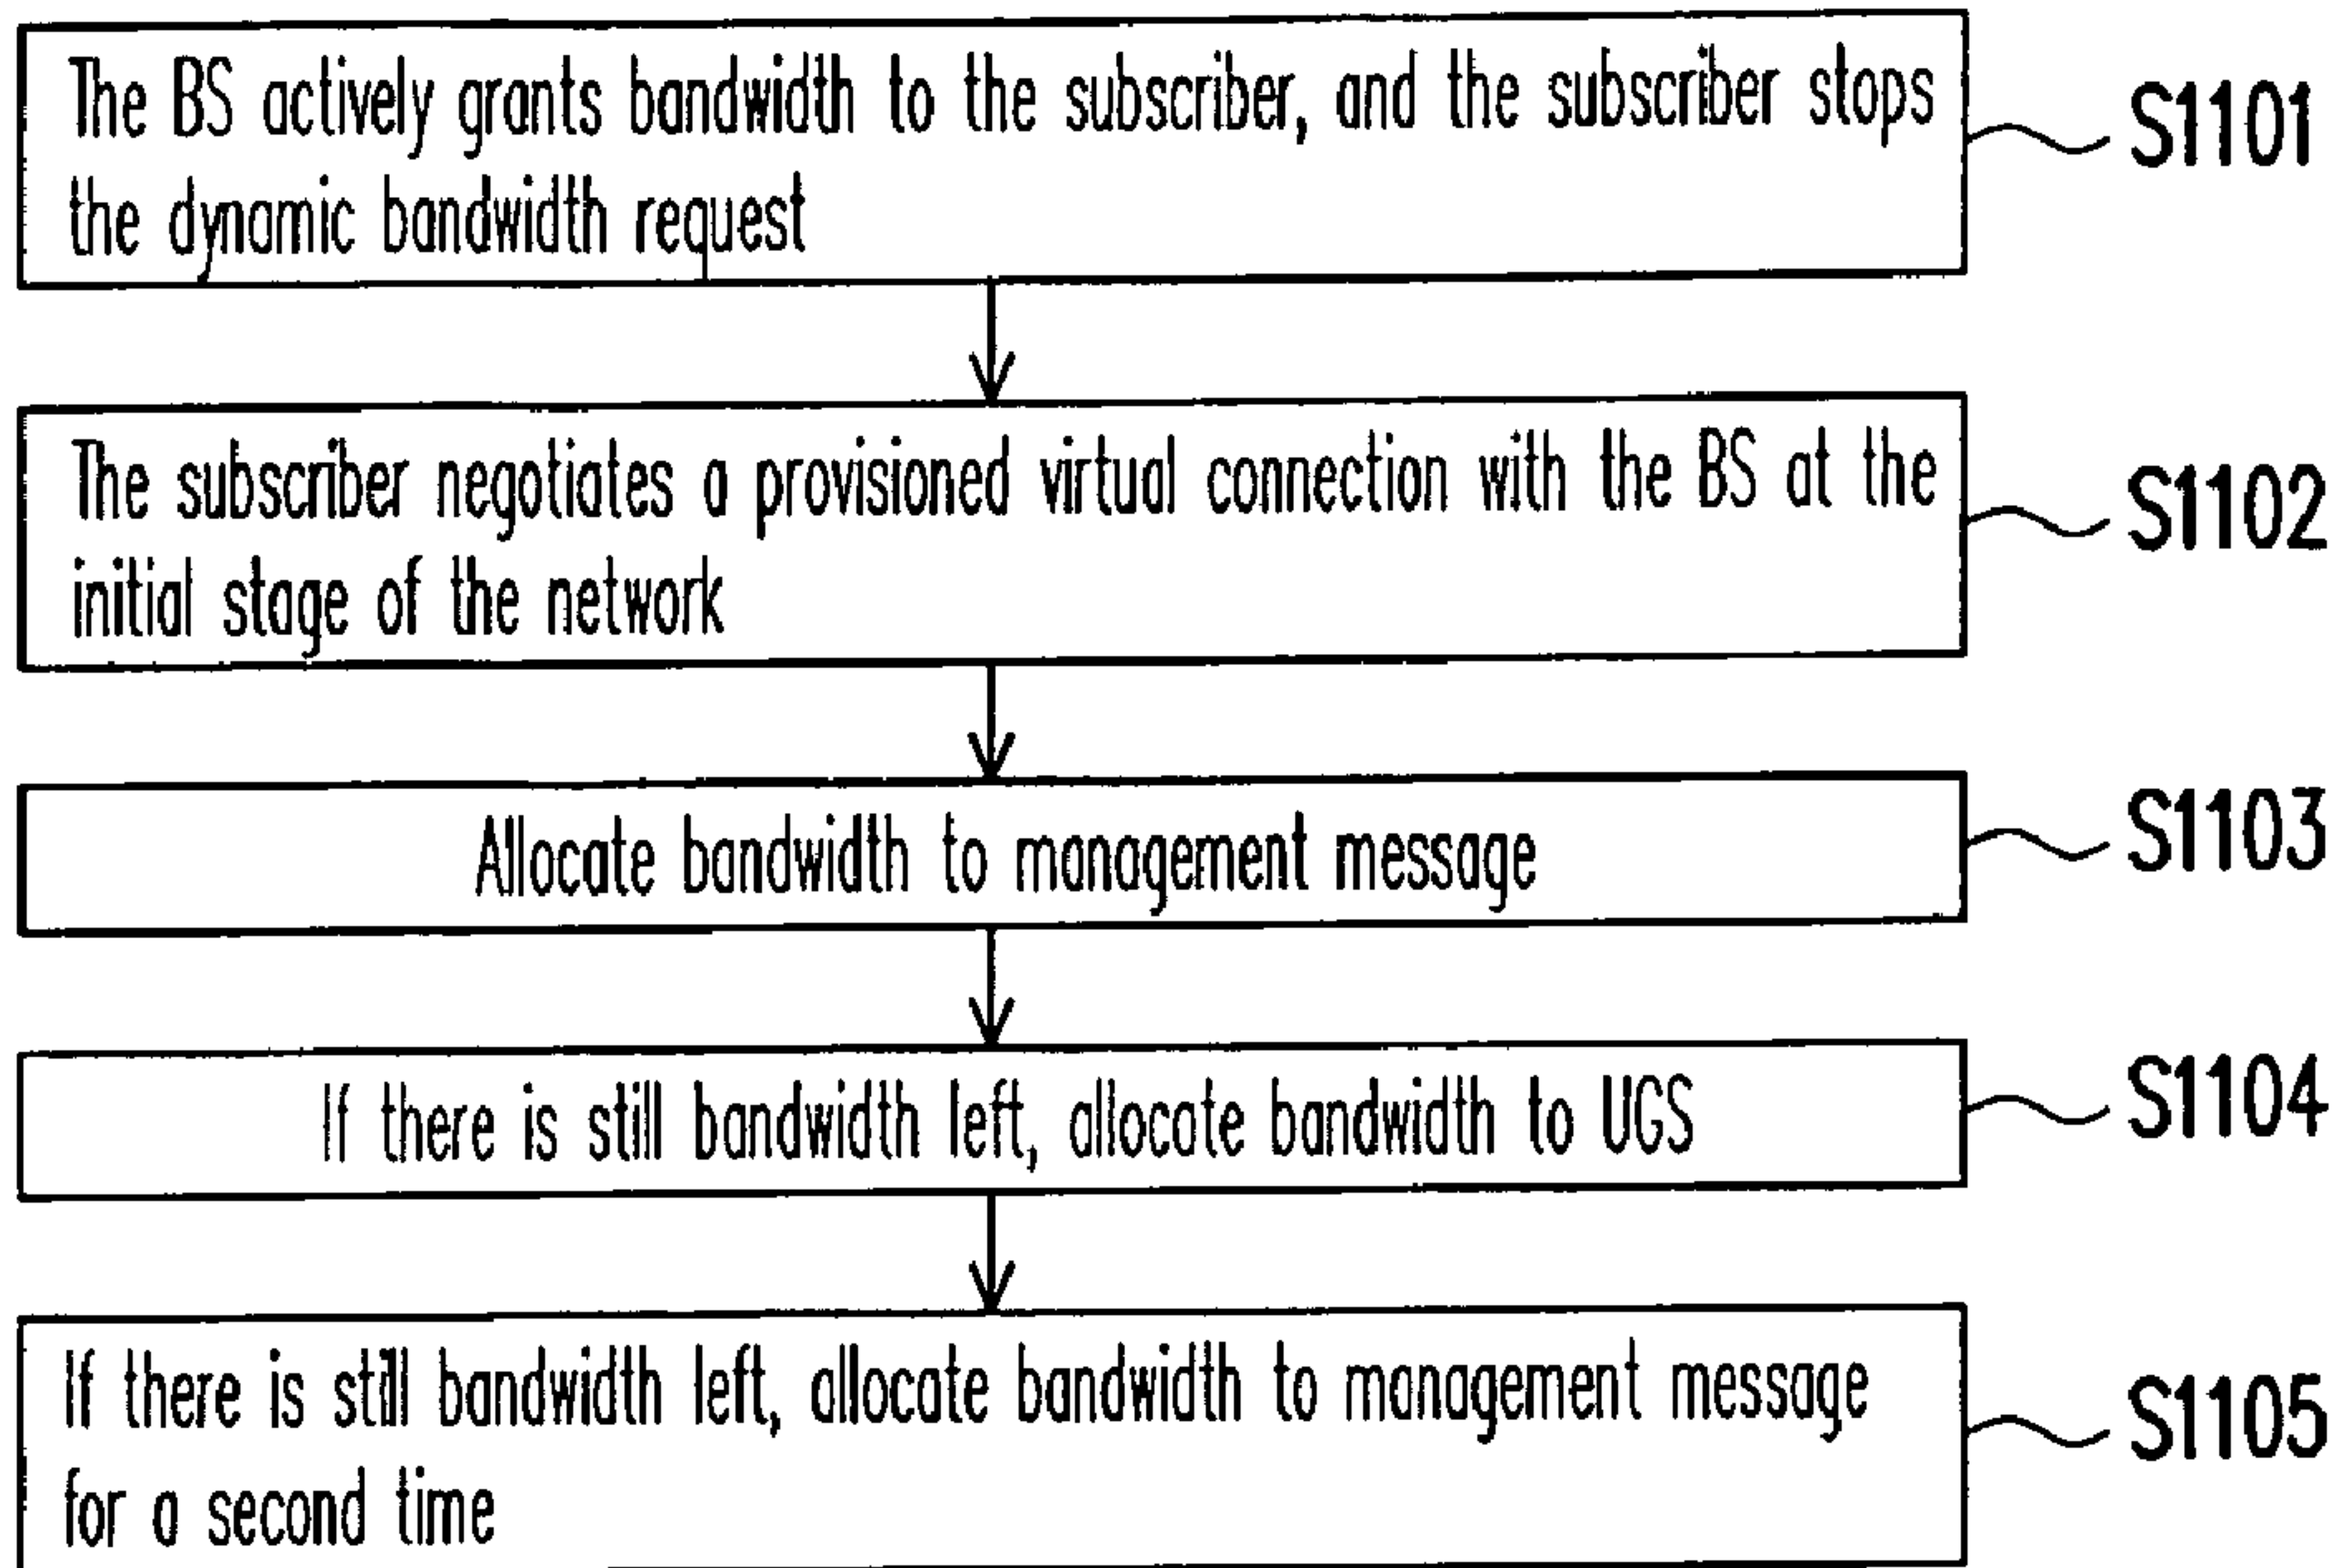 The BS actively grants bandwidth to the subscriber, and the subscriber stops
the dynamic bandwidth request
S1101
The subscriber negotiates a provisioned virtual connection with the BS at the
initial stage of the network
S1102
Allocate bandwidth to management message
S1103
If there is still bandwidth left, allocate bandwidth to UGS
S1104
If there is still bandwidth left, allocate bandwidth to management message
for a second time
S1105